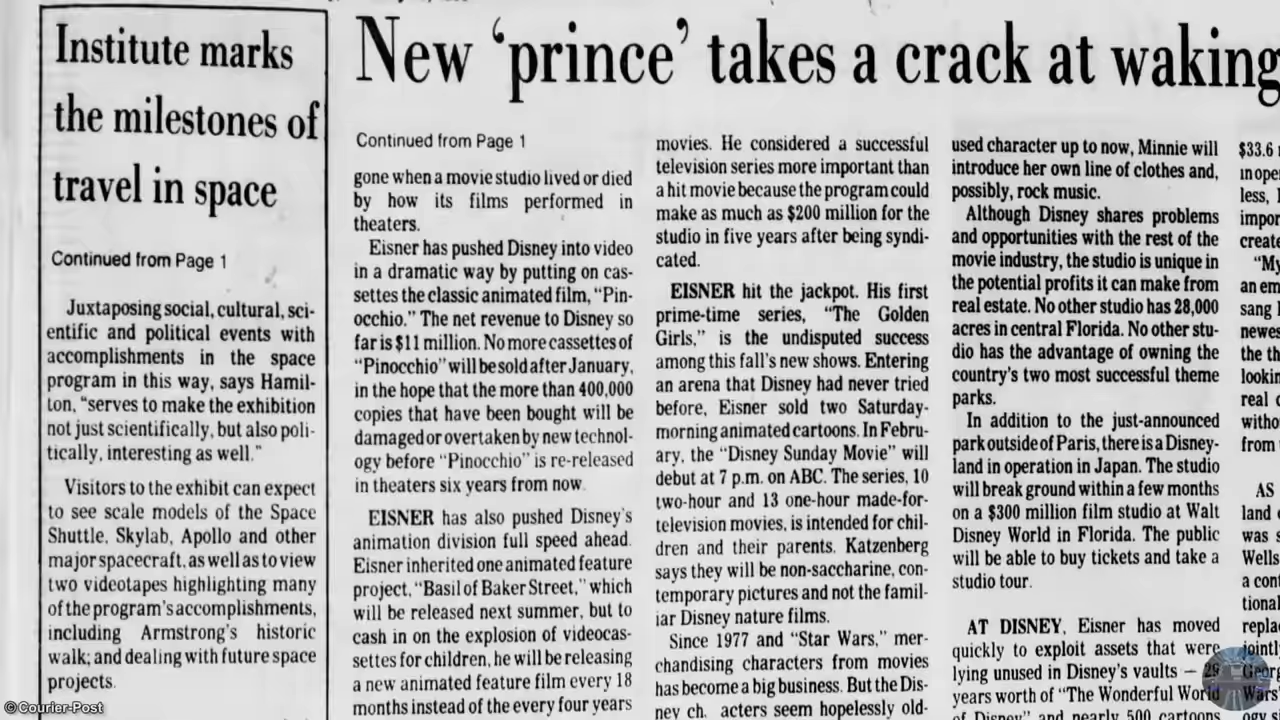 Institute marks
the milestones of
travel in space
Continued from Page 1
Juxtaposing social, cultural, sci-
entific and political events with
accomplishments in the space
program in this way, says Hamil-
ton, “serves to make the exhibition
not just scientifically, but also poli-
tically, interesting as well.”
Visitors to the exhibit can expect
to see scale models of the Space
Shuttle, Skylab, Apollo and other
major spacecraft, as well as to view
two videotapes highlighting many
of the program's accomplishments,
including Armstrong's historic
walk; and dealing with future space
projects.
New ‘prince’ takes a crack at waking
Continued from Page 1
gone when a movie studio lived or died
by how its films performed in
theaters.
Eisner has pushed Disney into video
in a dramatic way by putting on cas-
settes the classic animated film, “Pin-
occhio.” The net revenue to Disney so
far is $11 million. No more cassettes of
“Pinocchio” will be sold after January,
in the hope that the more than 400,000
copies that have been bought will be
damaged or overtaken by new technol-
ogy before “Pinocchio” is re-released
in theaters six years from now.
EISNER has also pushed Disney's
animation division full speed ahead.
Eisner inherited one animated feature
project, “Basil of Baker Street,” which
will be released next summer, but to
cash in on the explosion of videocas-
settes for children, he will be releasing
a new animated feature film every 18
months instead of the every four years
movies. He considered a successful
television series more important than
a hit movie because the program could
make as much as $200 million for the
studio in five years after being syndi-
cated.
EISNER hit the jackpot. His first
prime-time series, “The Golden
Girls,” is the undisputed success
among this fall's new shows. Entering
an arena that Disney had never tried
before, Eisner sold two Saturday-
morning animated cartoons. In Febru-
ary, the “Disney Sunday Movie” will
debut at 7 p.m. on ABC. The series, 10
two-hour and 13 one-hour made-for-
television movies, is intended for chil-
dren and their parents. Katzenberg
says they will be non-saccharine, con-
temporary pictures and not the famil-
iar Disney nature films.
Since 1977 and “Star Wars,” mer-
chandising characters from movies
has become a big business. But the Dis-
ney ch acters seem hopelessly old-
used character up to now, Minnie will
introduce her own line of clothes and,
possibly, rock music.
Although Disney shares problems
and opportunities with the rest of the
movie industry, the studio is unique in
the potential profits it can make from
real estate. No other studio has 28,000
acres in central Florida. No other stu-
dio has the advantage of owning the
country's two most successful theme
parks.
In addition to the just-announced
park outside of Paris, there is a Disney-
land in operation in Japan. The studio
will break ground within a few months
on a $300 million film studio at Walt
Disney World in Florida. The public
will be able to buy tickets and take a
studio tour.
AT DISNEY, Eisner has moved
quickly to exploit assets that were
lying unused in Disney's vaults — 29
years worth of “The Wonderful World
of Disney” and nearly 500 cartoons
$33.6
in ope
less,
impor
create
“My
an em
sang
newes
the th
lookin
real
witho
from
AS
land
was s
Wells
a con
tional
repla
jointly
Georg
Wars'
ogy
© Courier-Post